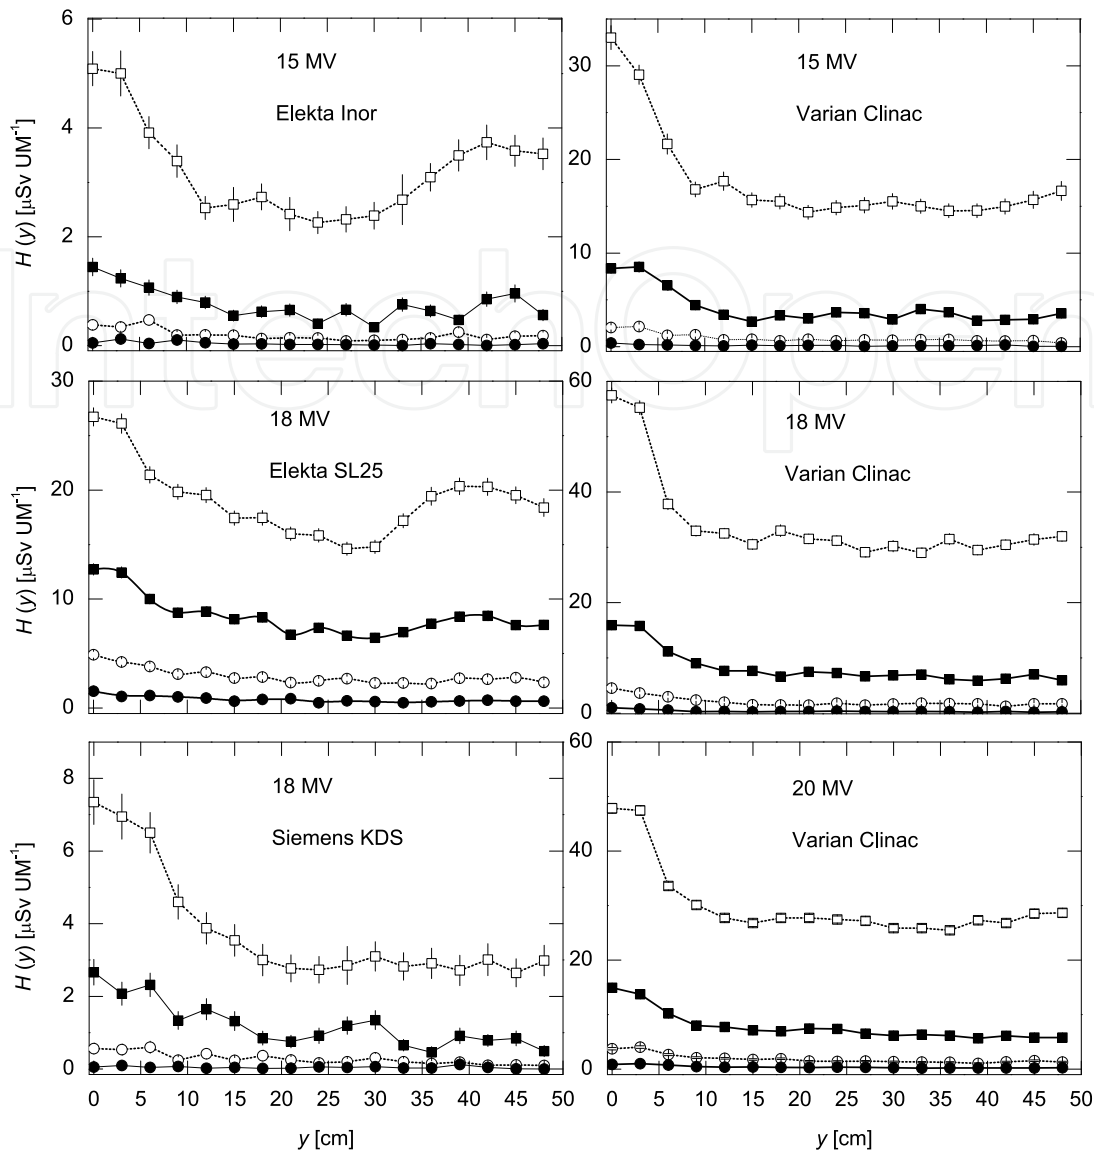 6
4
2
0
H (y) [μSv UM⁻¹]
15 MV
Elekta Inor
30
20
10
0
15 MV
Varian Clinac
30
20
10
0
H (y) [μSv UM⁻¹]
18 MV
Elekta SL25
60
40
20
0
18 MV
Varian Clinac
8
6
4
2
0
H (y) [μSv UM⁻¹]
18 MV
Siemens KDS
0 5 10 15 20 25 30 35 40 45 50
y [cm]
60
40
20
0
20 MV
Varian Clinac
0 5 10 15 20 25 30 35 40 45 50
y [cm]
IntechOpen